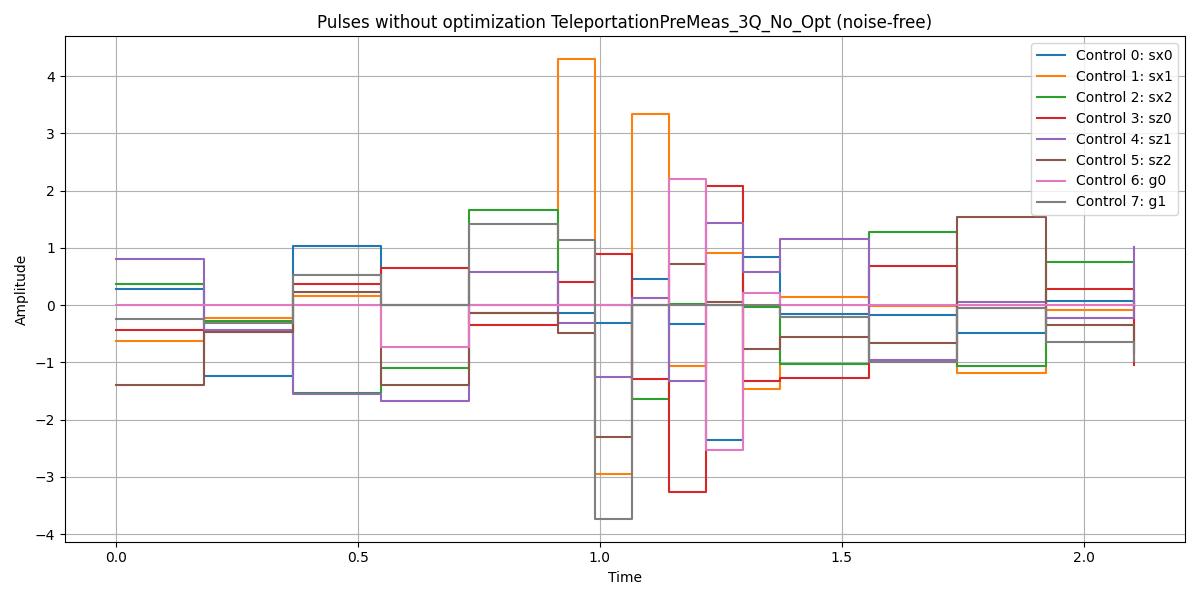 Pulses without optimization TeleportationPreMeas_3Q_No_Opt (noise-free)
Control 0: sx0
Control 1: sx1
Control 2: sx2
Control 3: sz0
Control 4: sz1
Control 5: sz2
Control 6: g0
Control 7: g1
Amplitude
4
3
2
1
0
−1
−2
−3
−4
0.0 0.5 1.0 1.5 2.0
Time